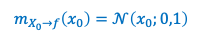 m_{X_0→f}(x_0) = 𝒩(x_0; 0,1)